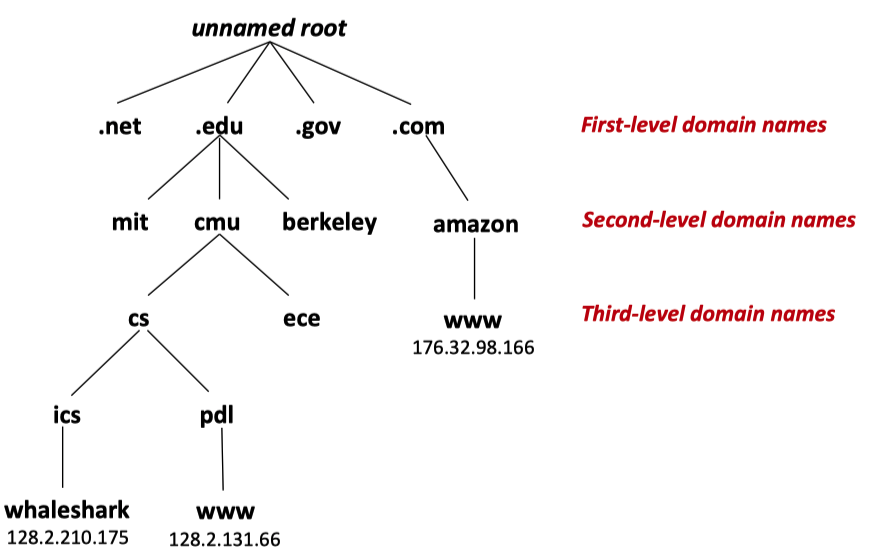 unnamed root
.net .edu .gov .com First-level domain names
mit cmu berkeley amazon Second-level domain names
cs ece www Third-level domain names
176.32.98.166
ics pdl
whaleshark www
128.2.210.175 128.2.131.66